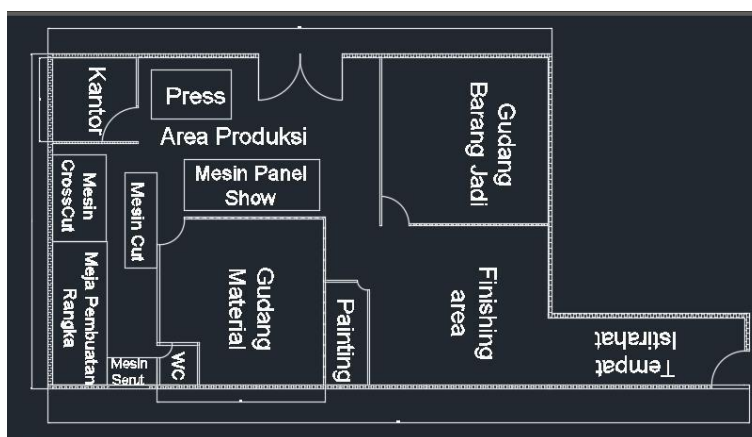 Kantor
Press
Area Produksi
Mesin
CrossCut
Mesin Cut
Mesin Panel
Show
Gudang
Barang Jadi
Meja Pembuatan
Rangka
Mesin
Serut
WC
Gudang
Material
Painting
Finishing
area
Tempat
Istirahat